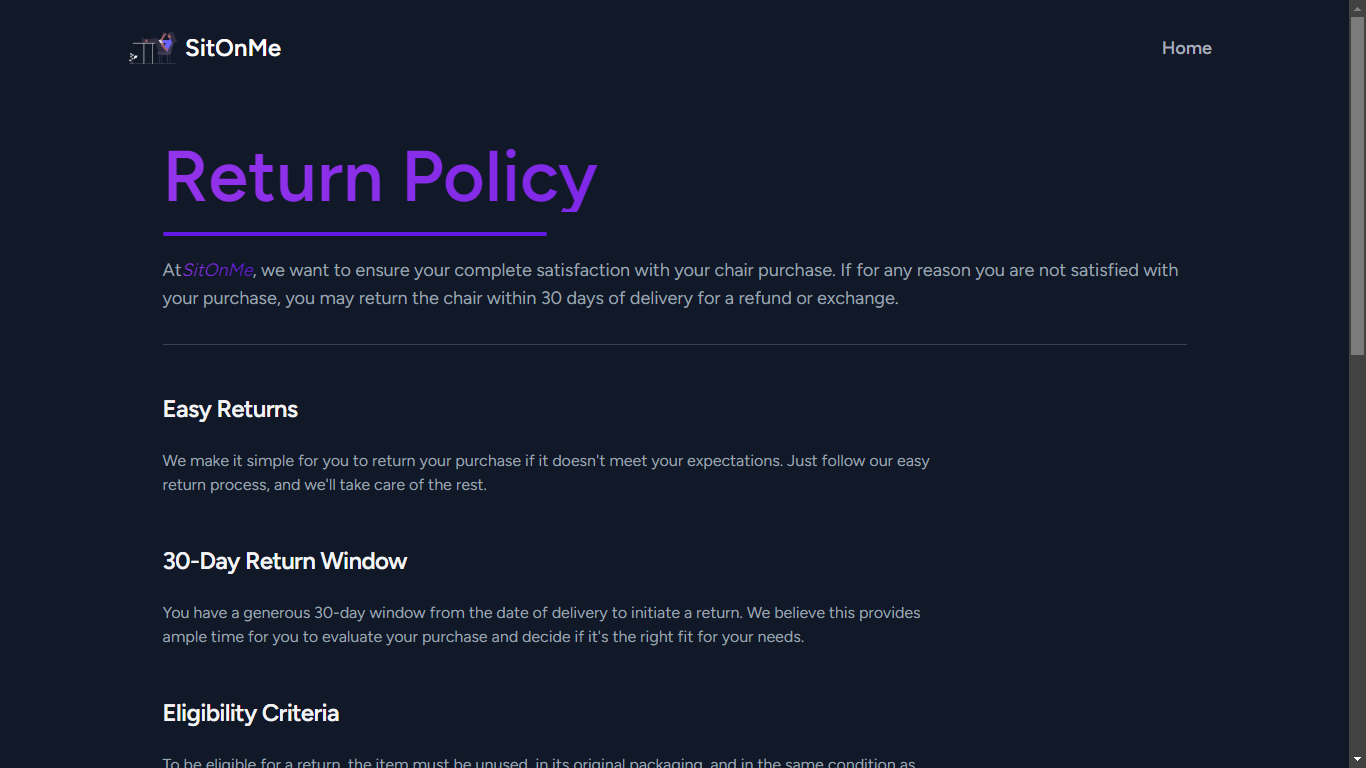 SitOnMe
Home
Return Policy
AtSitOnMe, we want to ensure your complete satisfaction with your chair purchase. If for any reason you are not satisfied with
your purchase, you may return the chair within 30 days of delivery for a refund or exchange.
Easy Returns
We make it simple for you to return your purchase if it doesn't meet your expectations. Just follow our easy
return process, and we'll take care of the rest.
30-Day Return Window
You have a generous 30-day window from the date of delivery to initiate a return. We believe this provides
ample time for you to evaluate your purchase and decide if it's the right fit for your needs.
Eligibility Criteria
To be eligible for a return, the item must be unused, in its original packaging, and in the same condition as